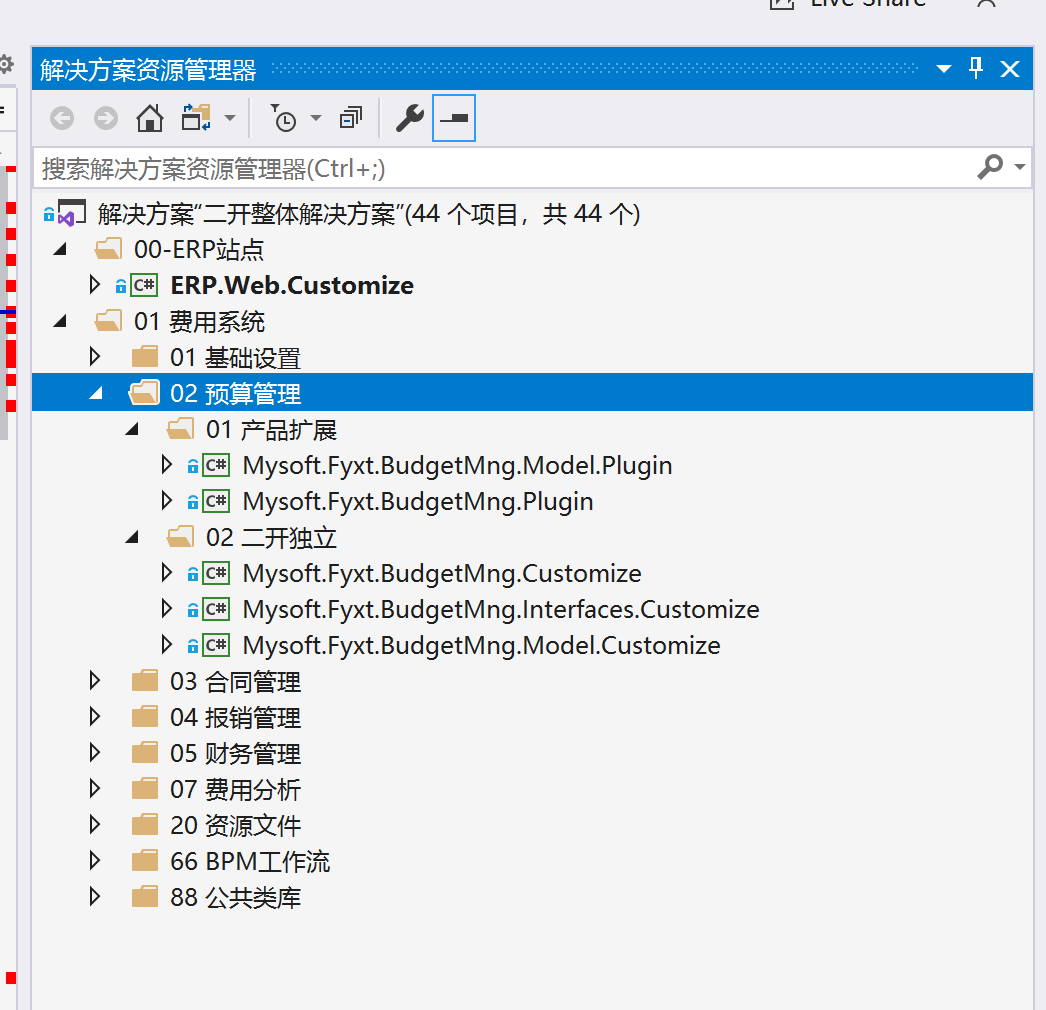 Live Share
解决方案资源管理器
搜索解决方案资源管理器(Ctrl+;)
解决方案“二开整体解决方案”(44 个项目，共 44 个)
00-ERP站点
C# ERP.Web.Customize
01 费用系统
01 基础设置
02 预算管理
01 产品扩展
C# Mysoft.Fyxt.BudgetMng.Model.Plugin
C# Mysoft.Fyxt.BudgetMng.Plugin
02 二开独立
C# Mysoft.Fyxt.BudgetMng.Customize
C# Mysoft.Fyxt.BudgetMng.Interfaces.Customize
C# Mysoft.Fyxt.BudgetMng.Model.Customize
03 合同管理
04 报销管理
05 财务管理
07 费用分析
20 资源文件
66 BPM工作流
88 公共类库